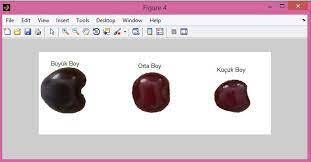 Figure 4
File Edit View Insert Tools Desktop Window Help
Büyük Boy
Orta Boy
Küçük Boy